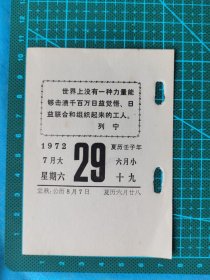 世界上没有一种力量能
够击溃千百万日益觉悟、日
益联合和组织起来的工人。
列宁
1972 夏历壬子年
7月大 29 六月小
星期六 十九
立秋:公历8月7日 夏历六月廿八